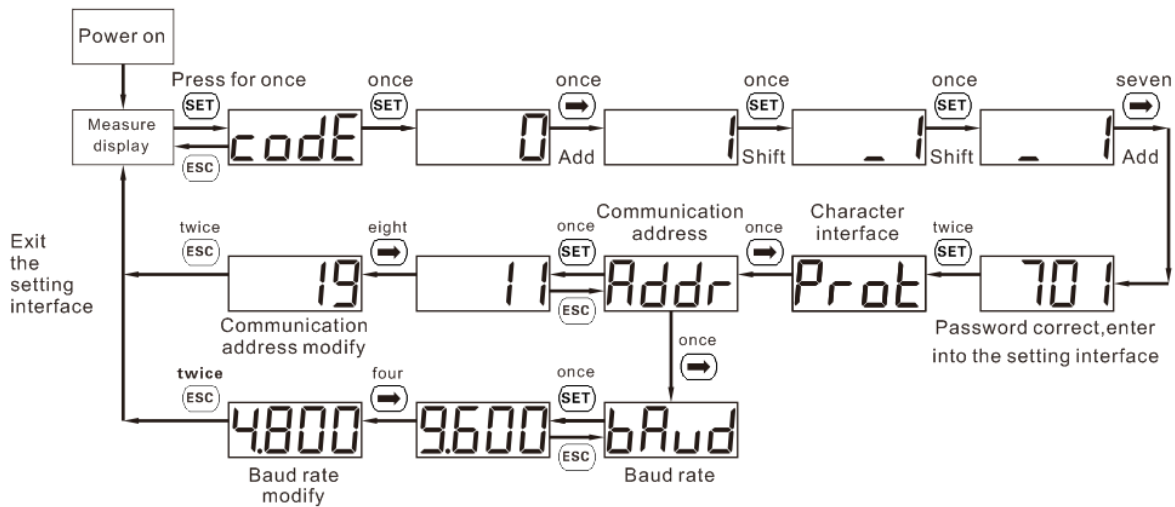 Power on
Press for once
once
once
once
once
seven
SET
SET
SET
SET
Measure
display
codE
0
1
_1
_ 1
ESC
Add
Shift
Shift
Add
Exit
the
setting
interface
twice
ESC
eight
once
SET
Communication
address
once
Character
interface
twice
SET
19
11
Addr
Prot
701
ESC
Communication
address modify
Password correct,enter
into the setting interface
once
twice
ESC
four
once
SET
4.800
9.600
bAud
ESC
Baud rate
modify
Baud rate